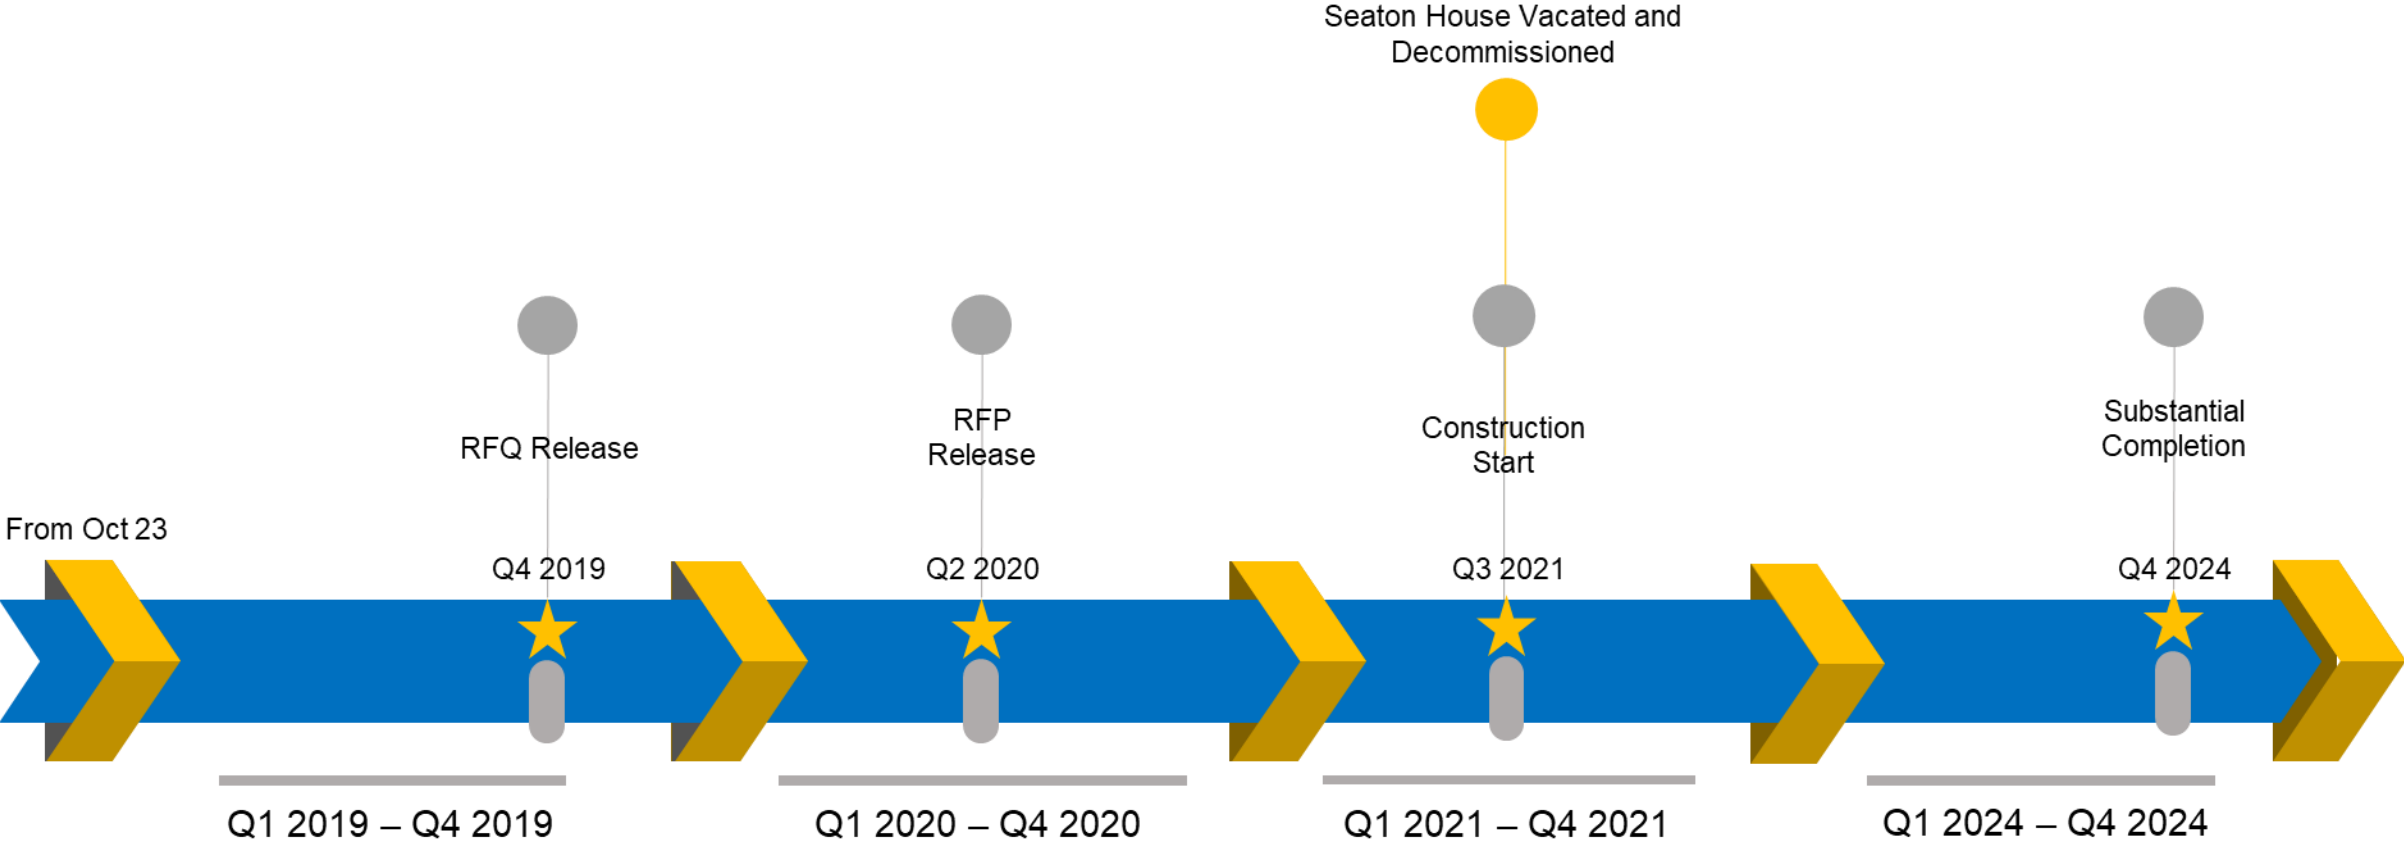 Seaton House Vacated and
Decommissioned
RFQ Release
RFP
Release
Construction
Start
Substantial
Completion
From Oct 23
Q4 2019
Q2 2020
Q3 2021
Q4 2024
Q1 2019 – Q4 2019
Q1 2020 – Q4 2020
Q1 2021 – Q4 2021
Q1 2024 – Q4 2024